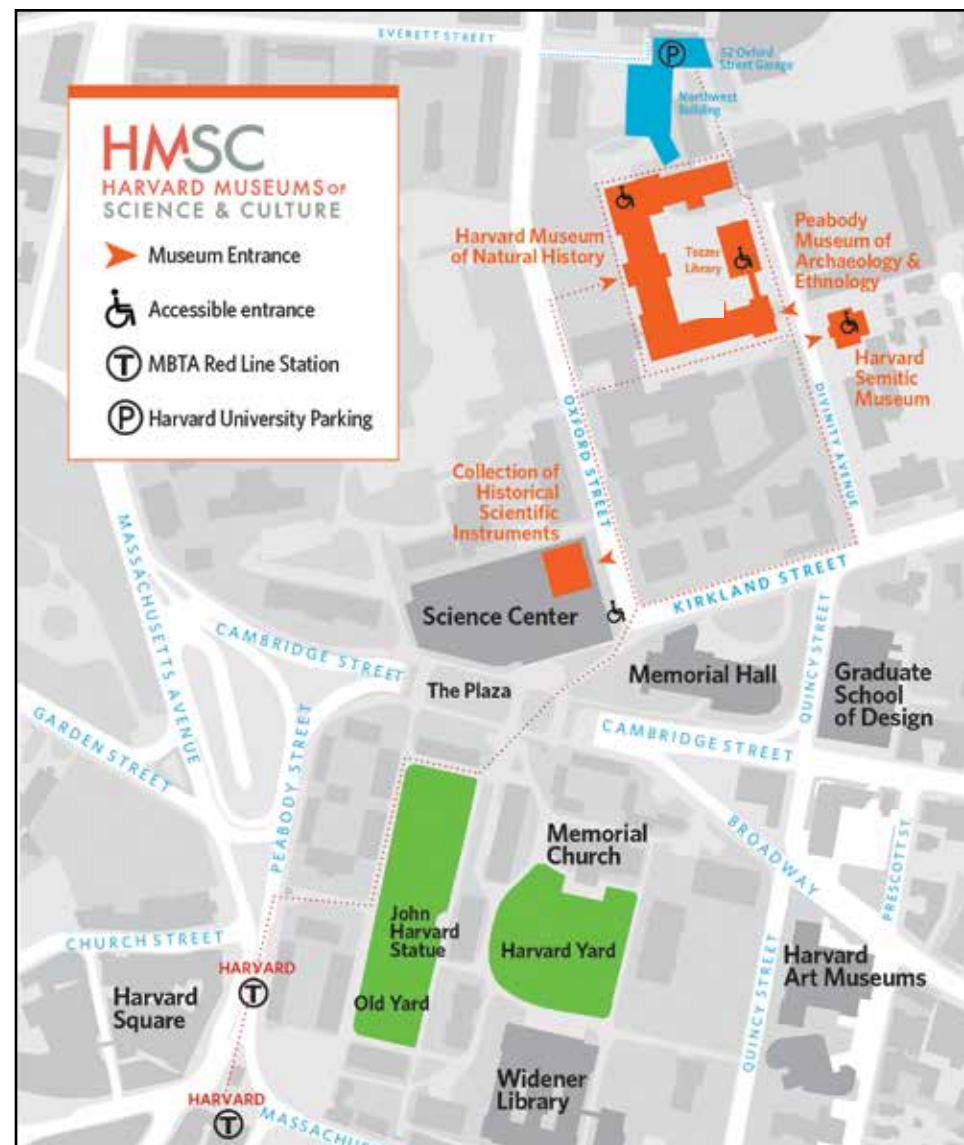 EVERETT STREET
P
52 Oxford
Street Garage
Northwest
Building
HMSC
HARVARD MUSEUMS OF
SCIENCE & CULTURE
Museum Entrance
Accessible entrance
T MBTA Red Line Station
P Harvard University Parking
Harvard Museum
of Natural History
Tozzer
Library
Peabody
Museum of
Archaeology &
Ethnology
Harvard
Semitic
Museum
OXFORD STREET
DIVINITY AVENUE
Collection of
Historical
Scientific
Instruments
MASSACHUSETTS AVENUE
Science Center
KIRKLAND STREET
CAMBRIDGE STREET
The Plaza
Memorial Hall
QUINCY STREET
Graduate
School
of Design
GARDEN STREET
PEABODY STREET
CAMBRIDGE STREET
BROADWAY
PRESCOTT ST.
Memorial
Church
John
Harvard
Statue
Harvard Yard
CHURCH STREET
HARVARD
T
Harvard
Square
Old Yard
QUINCY STREET
Harvard
Art Museums
Widener
Library
HARVARD
T